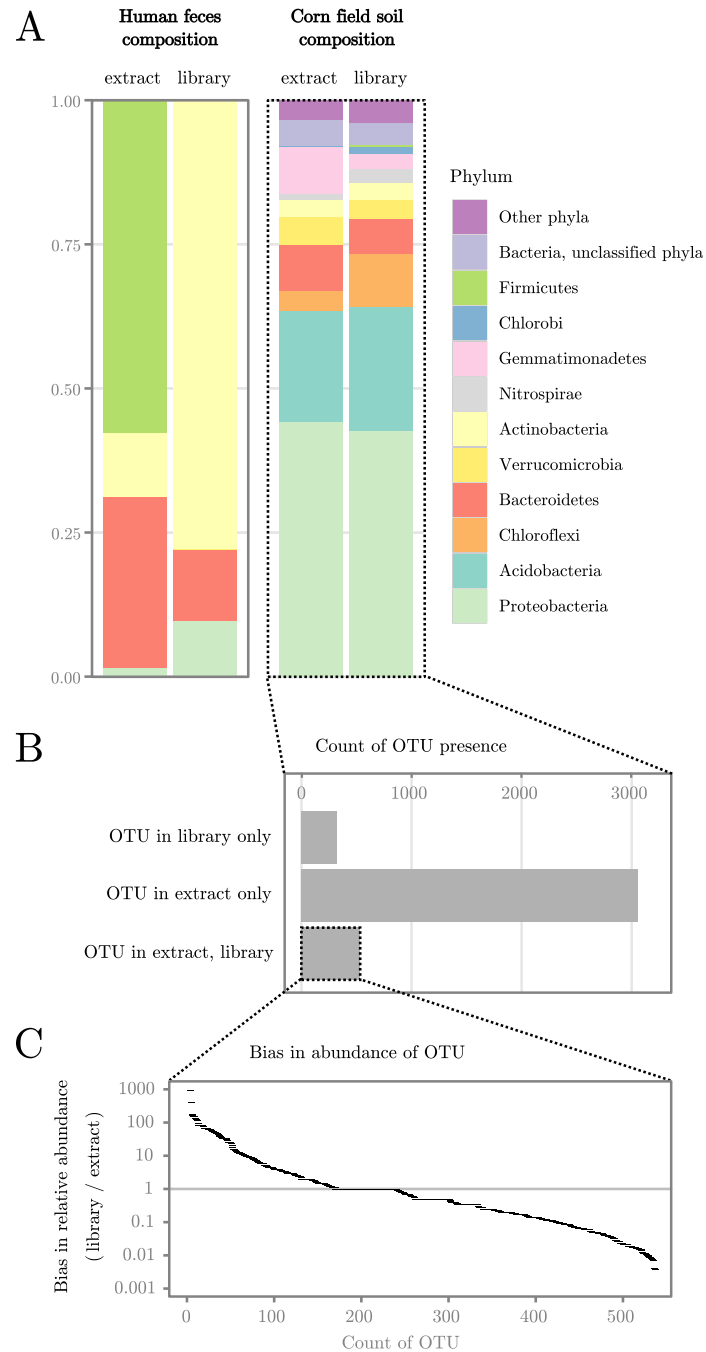 A
Human feces
composition
Corn field soil
composition
extract library
extract library
1.00
0.75
0.50
0.25
0.00
Phylum
Other phyla
Bacteria, unclassified phyla
Firmicutes
Chlorobi
Gemmatimonadetes
Nitrospirae
Actinobacteria
Verrucomicrobia
Bacteroidetes
Chloroflexi
Acidobacteria
Proteobacteria
B
Count of OTU presence
0 1000 2000 3000
OTU in library only
OTU in extract only
OTU in extract, library
C
Bias in abundance of OTU
Bias in relative abundance
(library / extract)
1000
100
10
1
0.1
0.01
0.001
0 100 200 300 400 500
Count of OTU